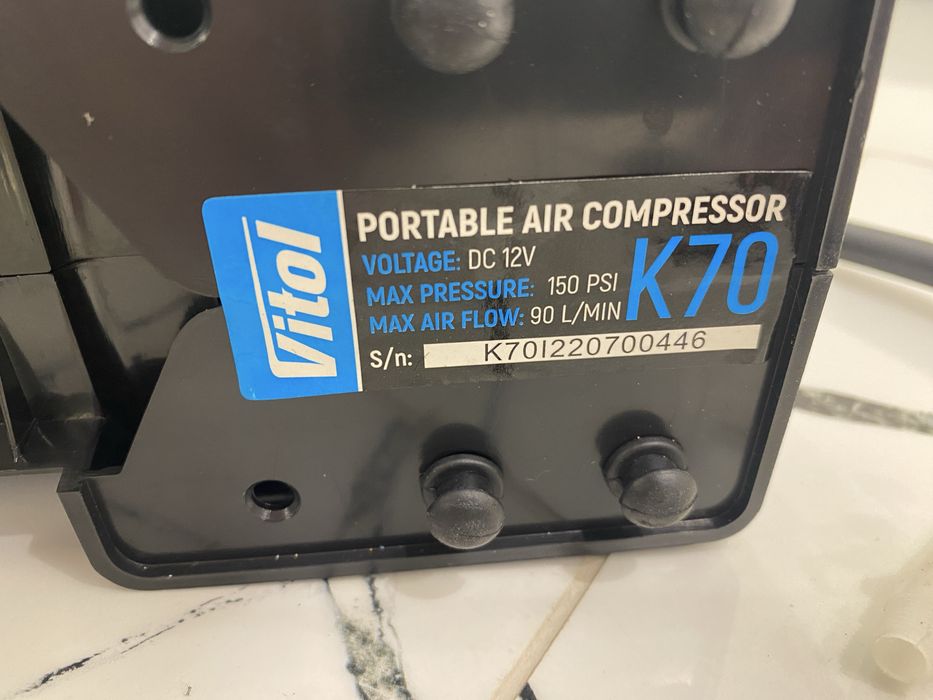 Vitol
PORTABLE AIR COMPRESSOR
VOLTAGE: DC 12V
MAX PRESSURE: 150 PSI
MAX AIR FLOW: 90 L/MIN
K70
S/n: K70I220700446